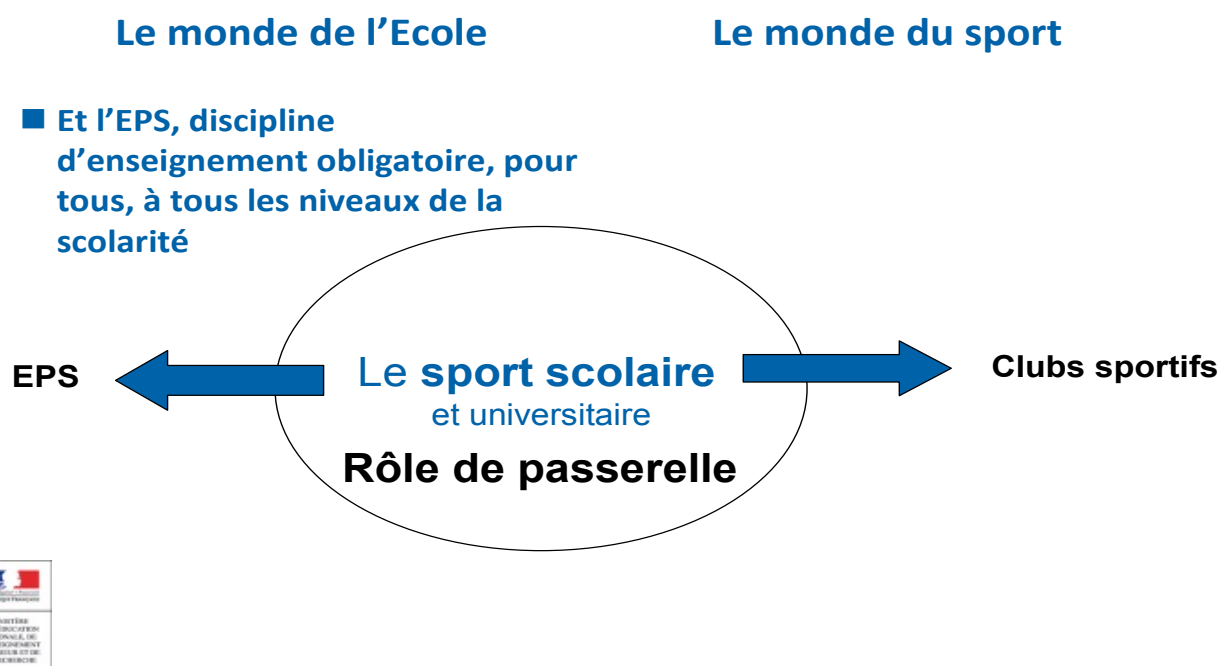 Le monde de l’Ecole
Le monde du sport
Et l’EPS, discipline
d’enseignement obligatoire, pour
tous, à tous les niveaux de la
scolarité
EPS
Le sport scolaire
et universitaire
Rôle de passerelle
Clubs sportifs